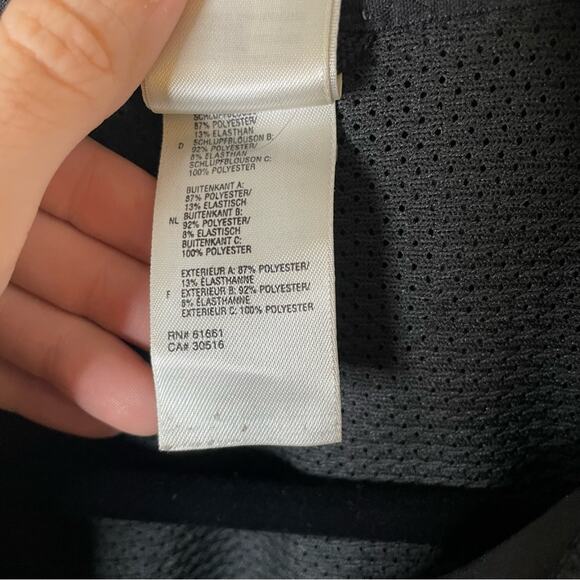 SCHLUPFBLOUSON
87% POLYESTER/
13% ELASTHAN
SCHLUPFBLOUSON B:
D 92% POLYESTER/
8% ELASTHAN
SCHLUPFBLOUSON C:
100% POLYESTER
BUITENKANT A:
87% POLYESTER/
13% ELASTISCH
NL BUITENKANT B:
92% POLYESTER/
8% ELASTISCH
BUITENKANT C:
100% POLYESTER
EXTERIEUR A: 87% POLYESTER/
13% ÉLASTHANNE
F EXTERIEUR B: 92% POLYESTER/
8% ÉLASTHANNE
EXTERIEUR C: 100% POLYESTER
RN# 61661
CA# 30516